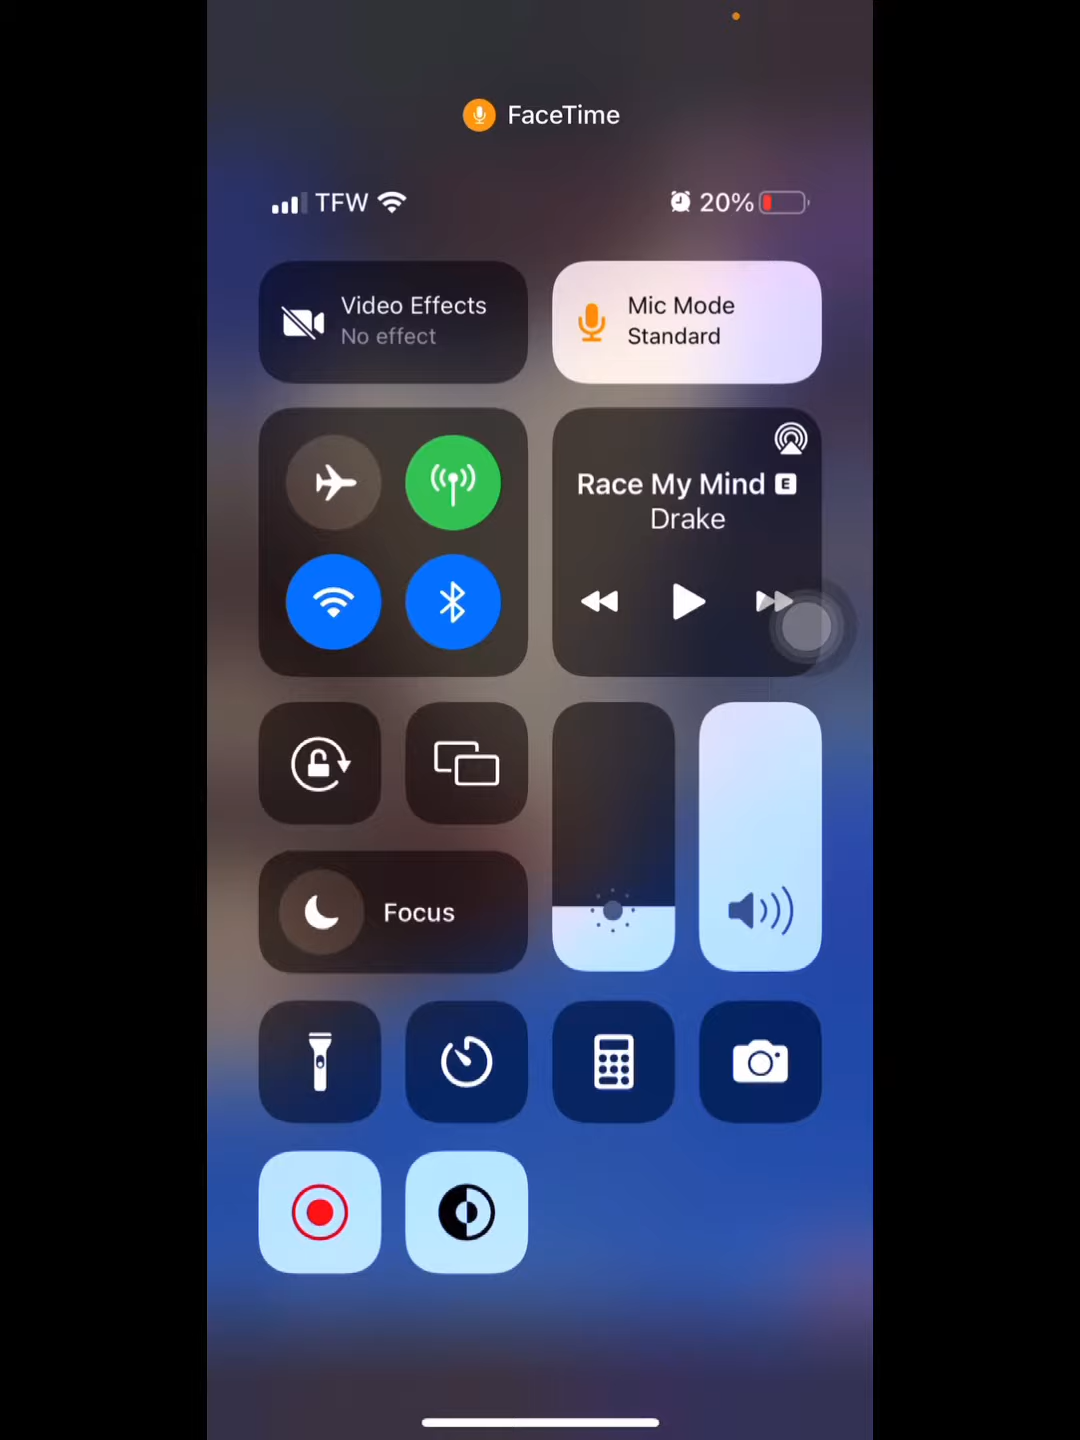 FaceTime
TFW
20%
Video Effects
No effect
Mic Mode
Standard
Race My Mind E
Drake
Focus